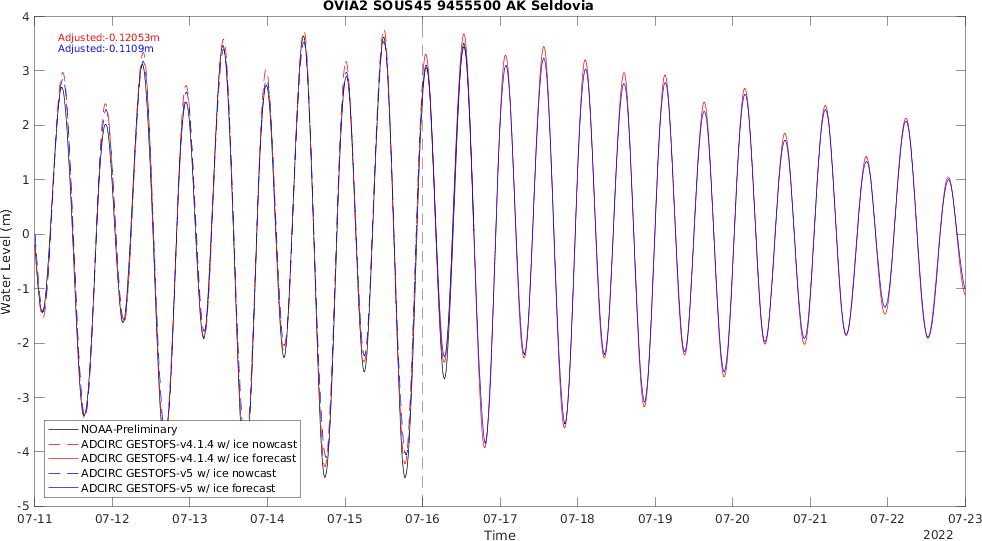 OVIA2 SOUS45 9455500 AK Seldovia
Adjusted:-0.12053m
Adjusted:-0.1109m
4
3
2
1
0
-1
-2
-3
-4
-5
Water Level (m)
NOAA-Preliminary
ADCIRC GESTOFS-v4.1.4 w/ ice nowcast
ADCIRC GESTOFS-v4.1.4 w/ ice forecast
ADCIRC GESTOFS-v5 w/ ice nowcast
ADCIRC GESTOFS-v5 w/ ice forecast
07-11 07-12 07-13 07-14 07-15 07-16 07-17 07-18 07-19 07-20 07-21 07-22 07-23
Time
2022